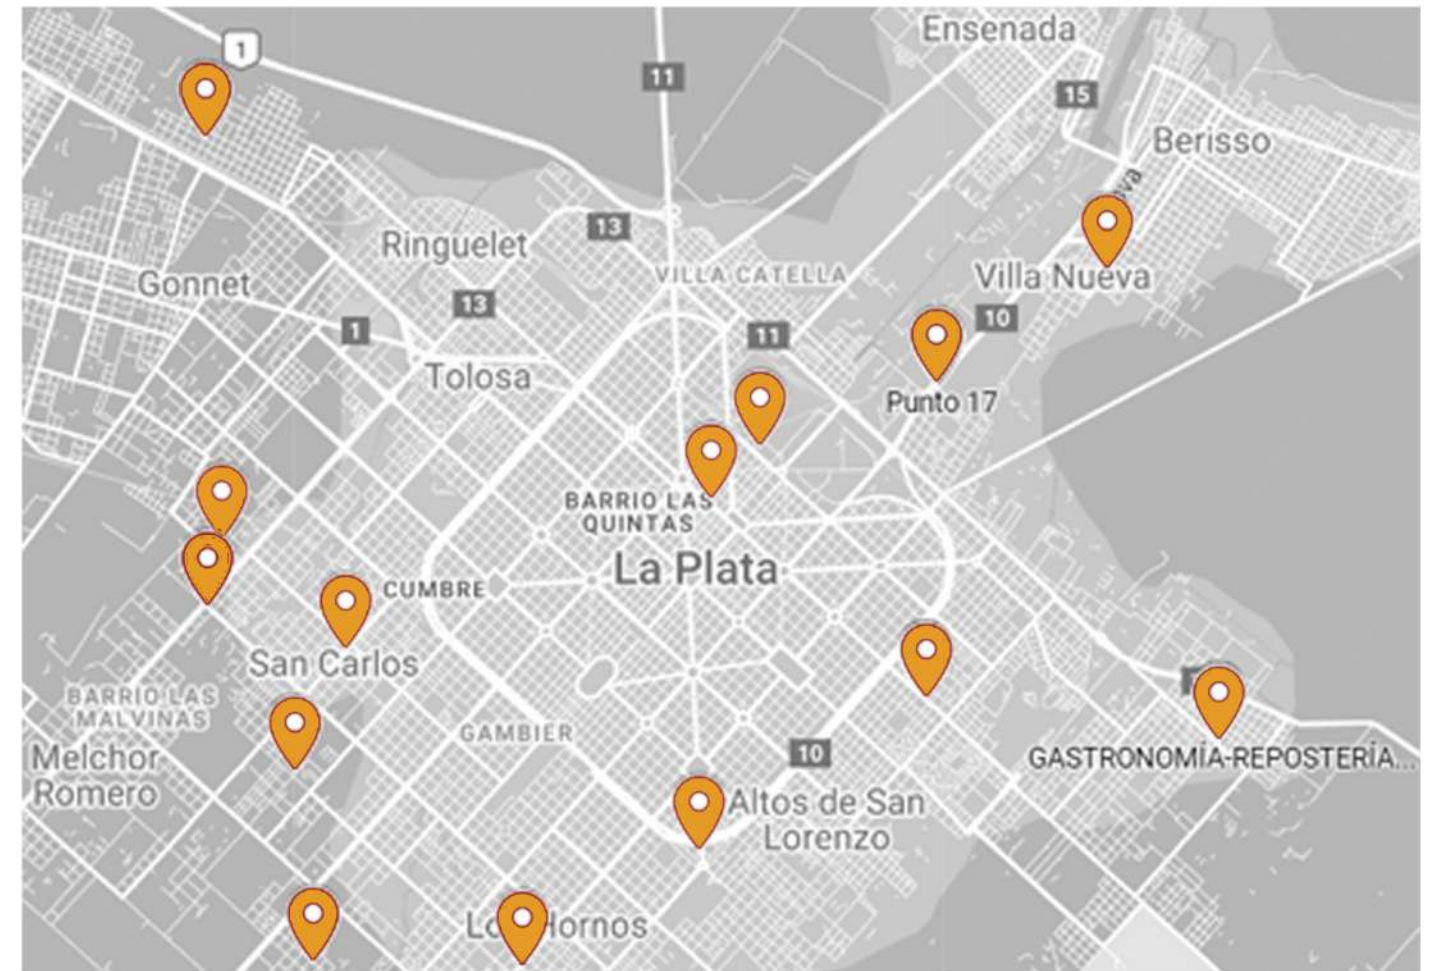 Ensenada
1
11
15
Berisso
13
Ringuelet
VILLA CATELLA
Villa Nueva
Gonnet
13
10
1
11
Tolosa
Punto 17
BARRIO LAS
QUINTAS
La Plata
CUMBRE
San Carlos
BARRIO LAS
MALVINAS
GAMBIER
Melchor
Romero
10
GASTRONOMÍA-REPOSTERÍA...
Altos de San
Lorenzo
Hornos